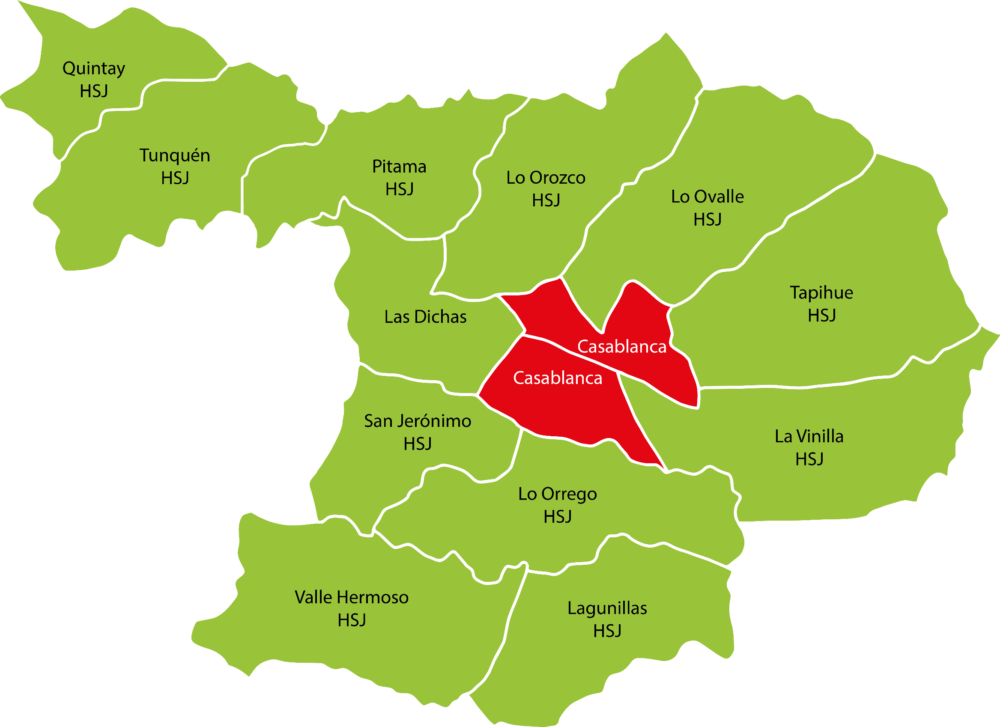 Quintay
HSJ
Tunquén
HSJ
Pitama
HSJ
Lo Orozco
HSJ
Lo Ovalle
HSJ
Tapihue
HSJ
Las Dichas
Casablanca
Casablanca
San Jerónimo
HSJ
La Vinilla
HSJ
Lo Orrego
HSJ
Valle Hermoso
HSJ
Lagunillas
HSJ